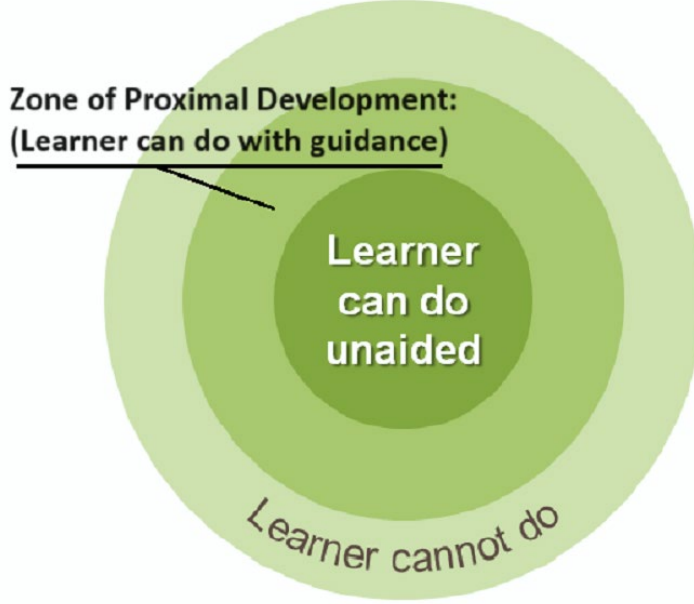 Zone of Proximal Development:
(Learner can do with guidance)
Learner
can do
unaided
Learner cannot do